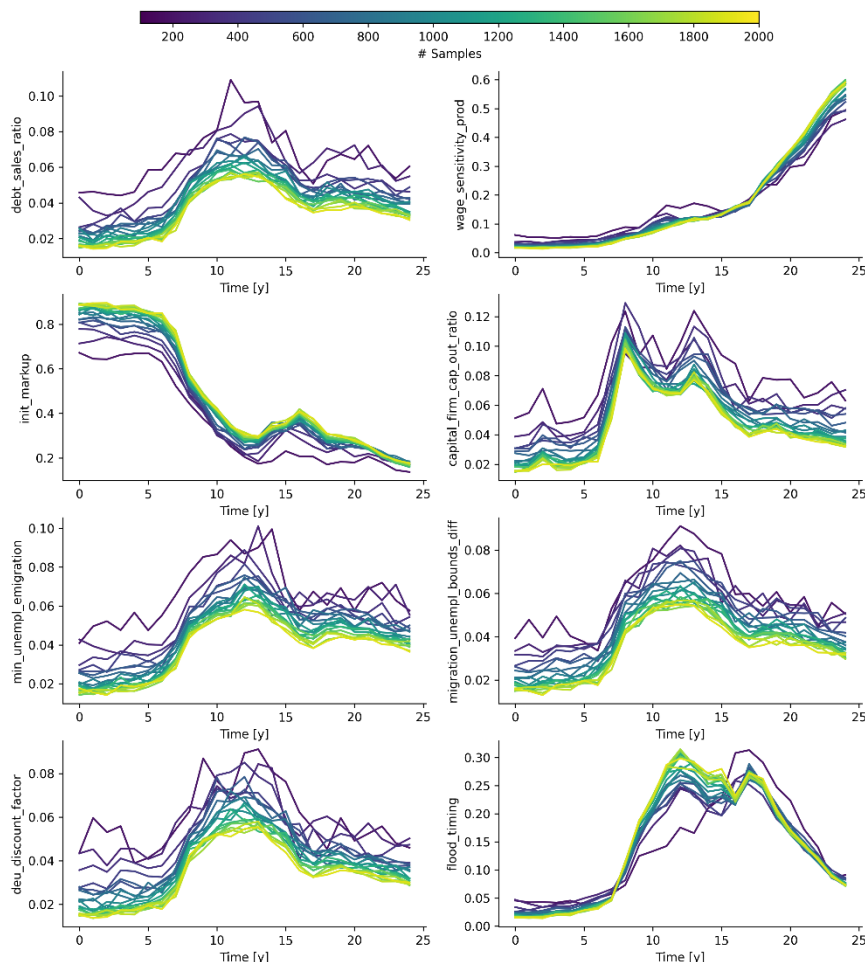 200 400 600 800 1000 1200 1400 1600 1800 2000
# Samples
debt_sales_ratio
0.10
0.08
0.06
0.04
0.02
0 5 10 15 20 25
Time [y]
wage_sensitivity_prod
0.6
0.5
0.4
0.3
0.2
0.1
0.0
0 5 10 15 20 25
Time [y]
init_markup
0.8
0.6
0.4
0.2
0 5 10 15 20 25
Time [y]
capital_firm_cap_out_ratio
0.12
0.10
0.08
0.06
0.04
0.02
0 5 10 15 20 25
Time [y]
min_unempl_emigration
0.10
0.08
0.06
0.04
0.02
0 5 10 15 20 25
Time [y]
migration_unempl_bounds_diff
0.08
0.06
0.04
0.02
0 5 10 15 20 25
Time [y]
deu_discount_factor
0.08
0.06
0.04
0.02
0 5 10 15 20 25
Time [y]
flood_timing
0.30
0.25
0.20
0.15
0.10
0.05
0.00
0 5 10 15 20 25
Time [y]